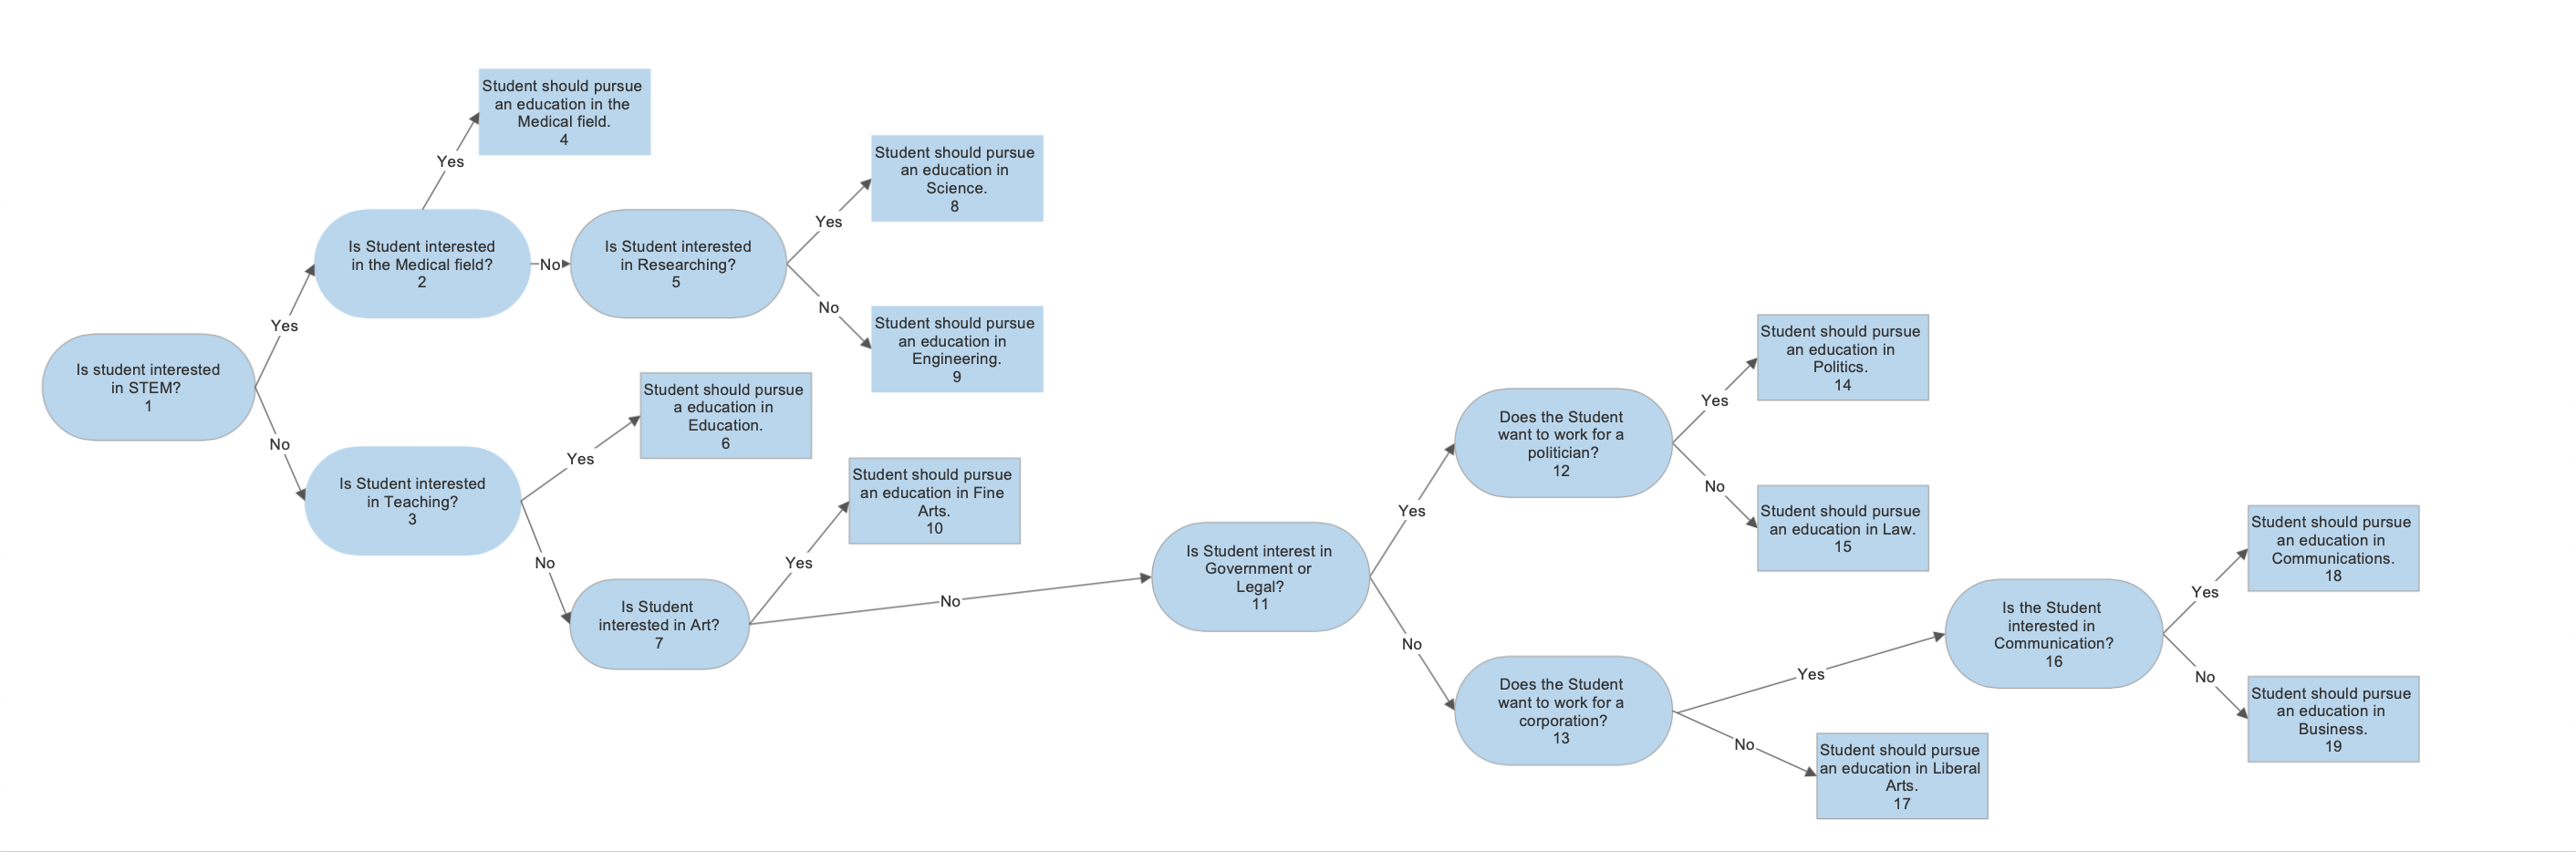 Is student interested
in STEM?
1
Yes
No
Is Student interested
in the Medical field?
2
Yes
No
Student should pursue
an education in the
Medical field.
4
Is Student interested
in Researching?
5
Yes
No
Student should pursue
an education in
Science.
8
Student should pursue
an education in
Engineering.
9
Is Student interested
in Teaching?
3
Yes
No
Student should pursue
a education in
Education.
6
Is Student
interested in Art?
7
Yes
No
Student should pursue
an education in Fine
Arts.
10
Is Student interest in
Government or
Legal?
11
Yes
No
Does the Student
want to work for a
politician?
12
Yes
No
Student should pursue
an education in
Politics.
14
Student should pursue
an education in Law.
15
Does the Student
want to work for a
corporation?
13
Yes
No
Is the Student
interested in
Communication?
16
Yes
No
Student should pursue
an education in
Communications.
18
Student should pursue
an education in
Business.
19
Student should pursue
an education in Liberal
Arts.
17